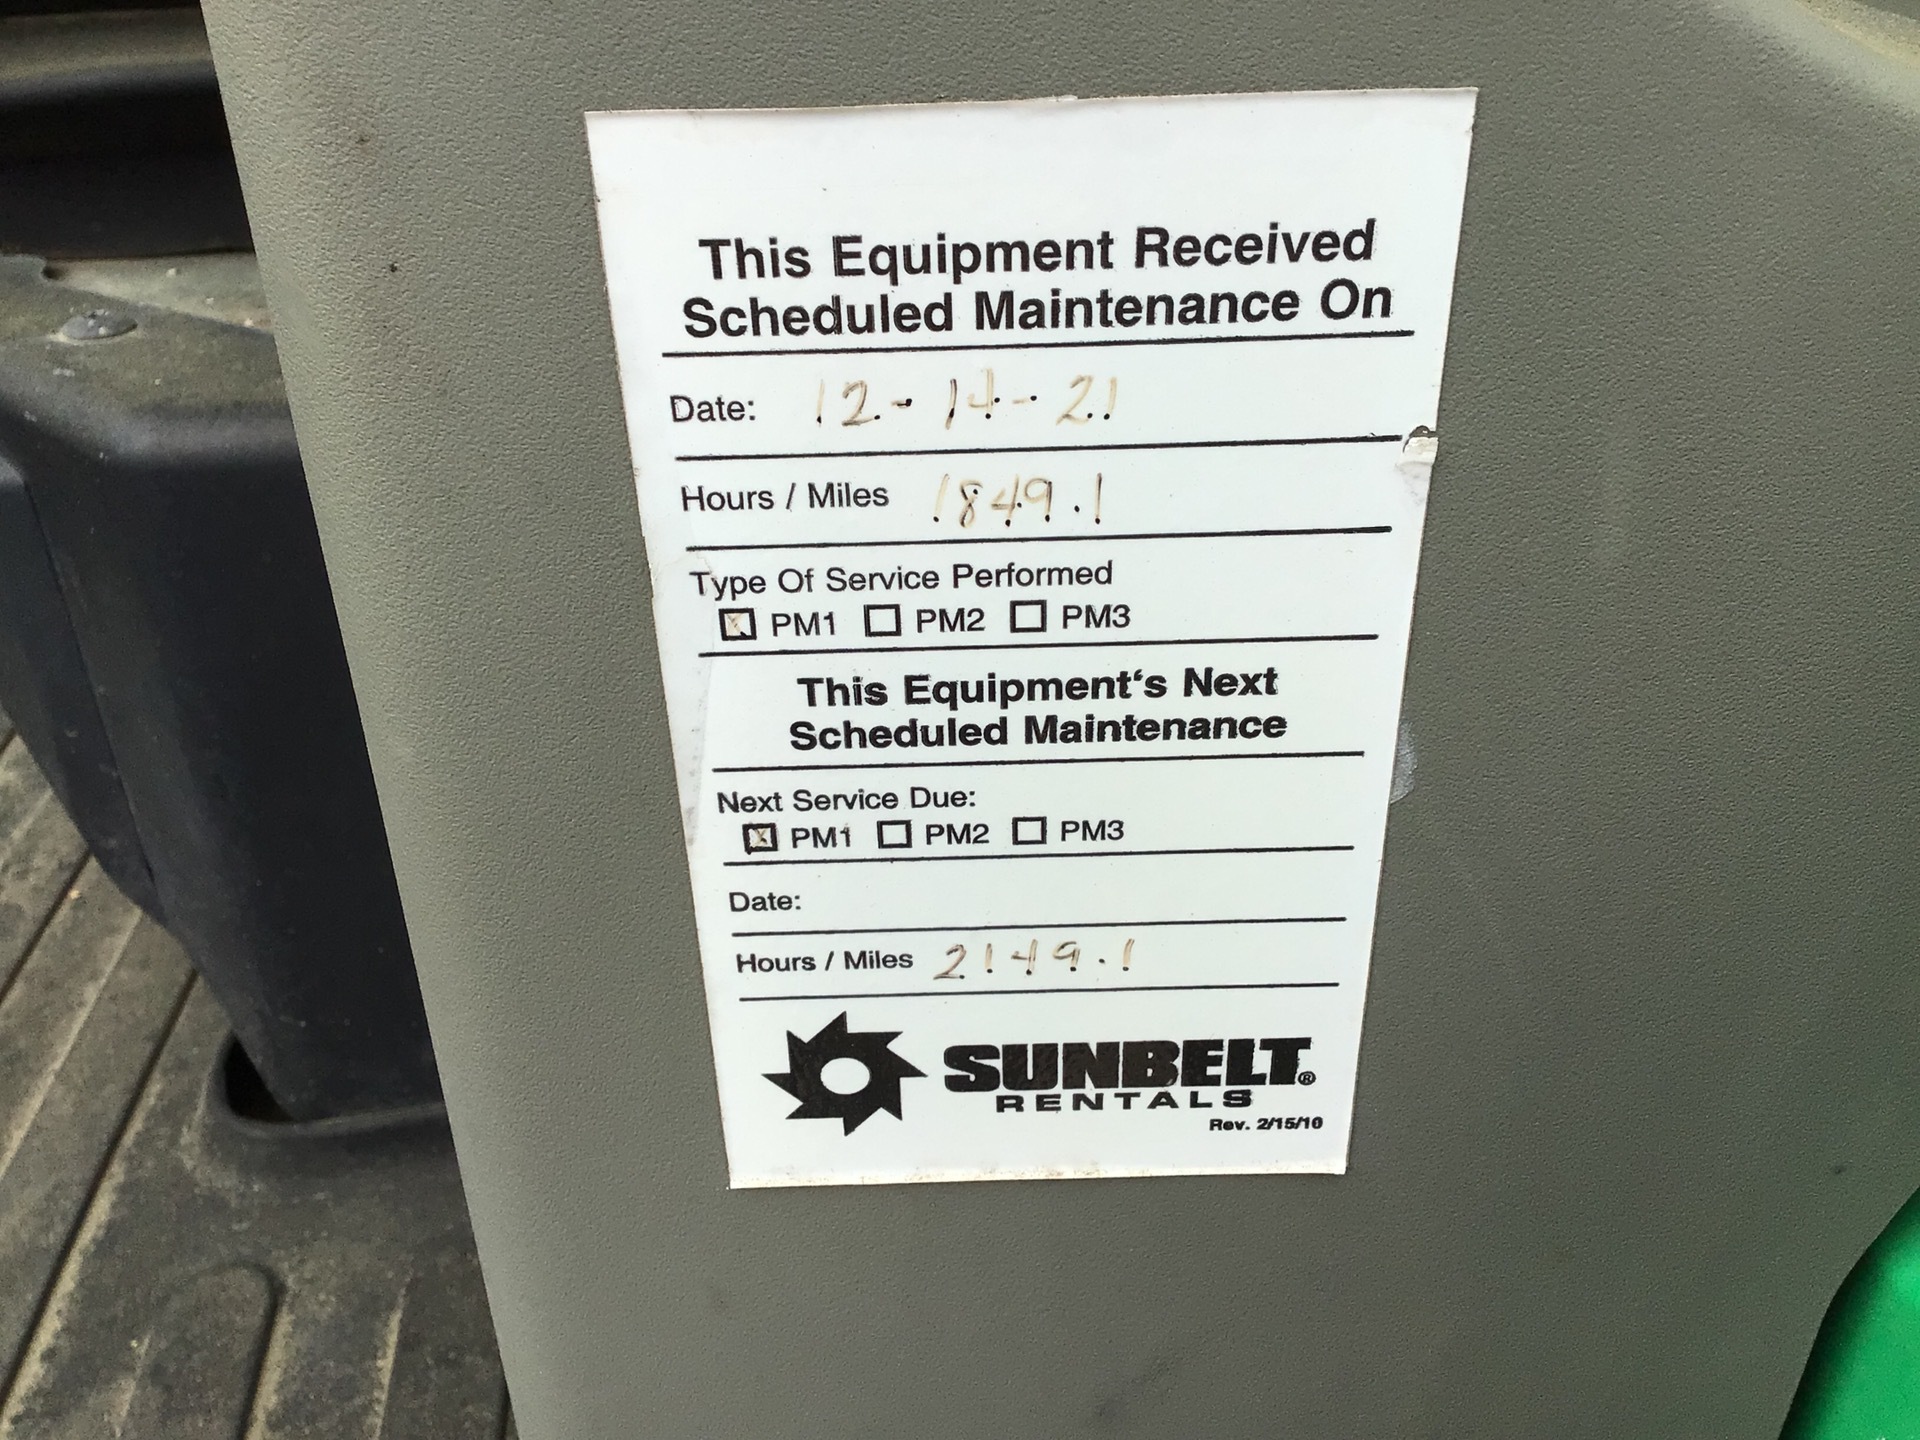 This Equipment Received
Scheduled Maintenance On
Date: 12-14-21
Hours / Miles 1849.1
Type Of Service Performed
☒ PM1 ☐ PM2 ☐ PM3
This Equipment's Next
Scheduled Maintenance
Next Service Due:
☒ PM1 ☐ PM2 ☐ PM3
Date:
Hours / Miles 2149.1
SUNBELT®
RENTALS
Rev. 2/15/10